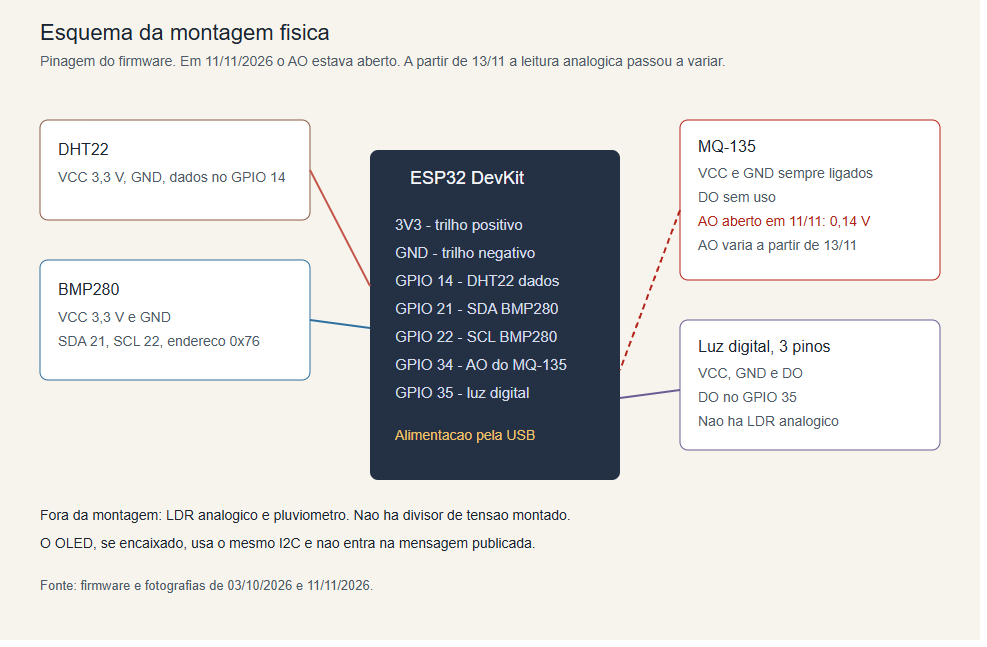 Esquema da montagem fisica
Pinagem do firmware. Em 11/11/2026 o AO estava aberto. A partir de 13/11 a leitura analogica passou a variar.
DHT22
VCC 3,3 V, GND, dados no GPIO 14
BMP280
VCC 3,3 V e GND
SDA 21, SCL 22, endereco 0x76
ESP32 DevKit
3V3 - trilho positivo
GND - trilho negativo
GPIO 14 - DHT22 dados
GPIO 21 - SDA BMP280
GPIO 22 - SCL BMP280
GPIO 34 - AO do MQ-135
GPIO 35 - luz digital
Alimentacao pela USB
MQ-135
VCC e GND sempre ligados
DO sem uso
AO aberto em 11/11: 0,14 V
AO varia a partir de 13/11
Luz digital, 3 pinos
VCC, GND e DO
DO no GPIO 35
Nao ha LDR analogico
Fora da montagem: LDR analogico e pluviometro. Nao ha divisor de tensao montado.
O OLED, se encaixado, usa o mesmo I2C e nao entra na mensagem publicada.
Fonte: firmware e fotografias de 03/10/2026 e 11/11/2026.